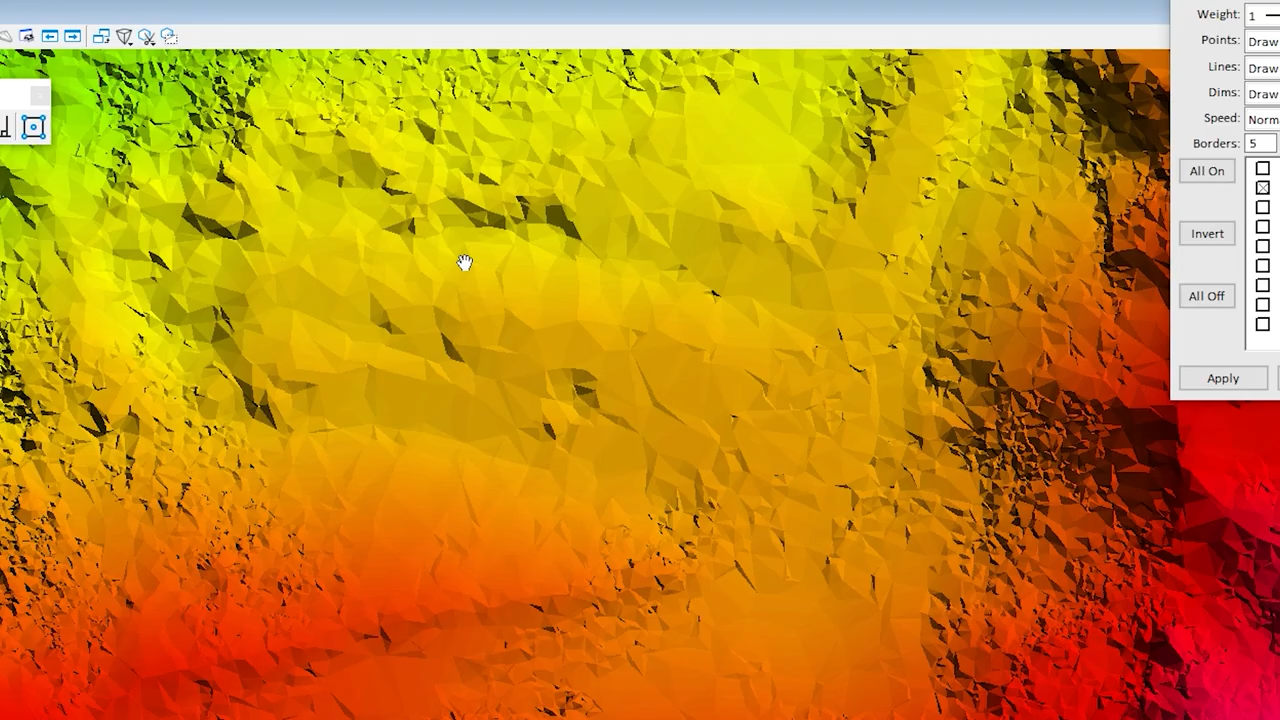 Weight: 1
Points: Draw
Lines: Draw
Dims: Draw
Speed: Norm
Borders: 5
All On
Invert
All Off
Apply